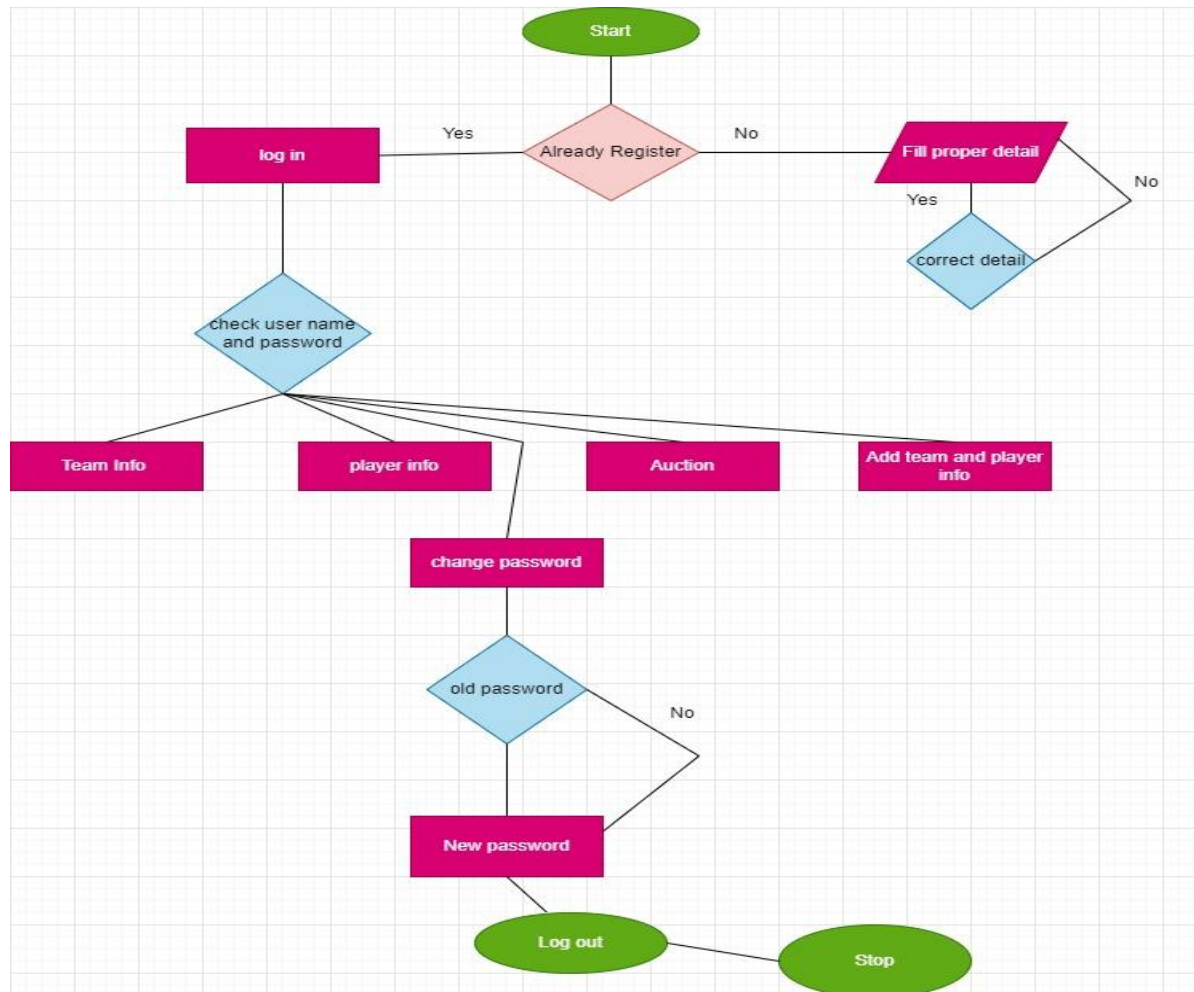 Start
Yes
Already Register
No
log in
Fill proper detail
No
Yes
correct detail
check user name
and password
Team Info
player info
Auction
Add team and player
info
change password
old password
No
New password
Log out
Stop